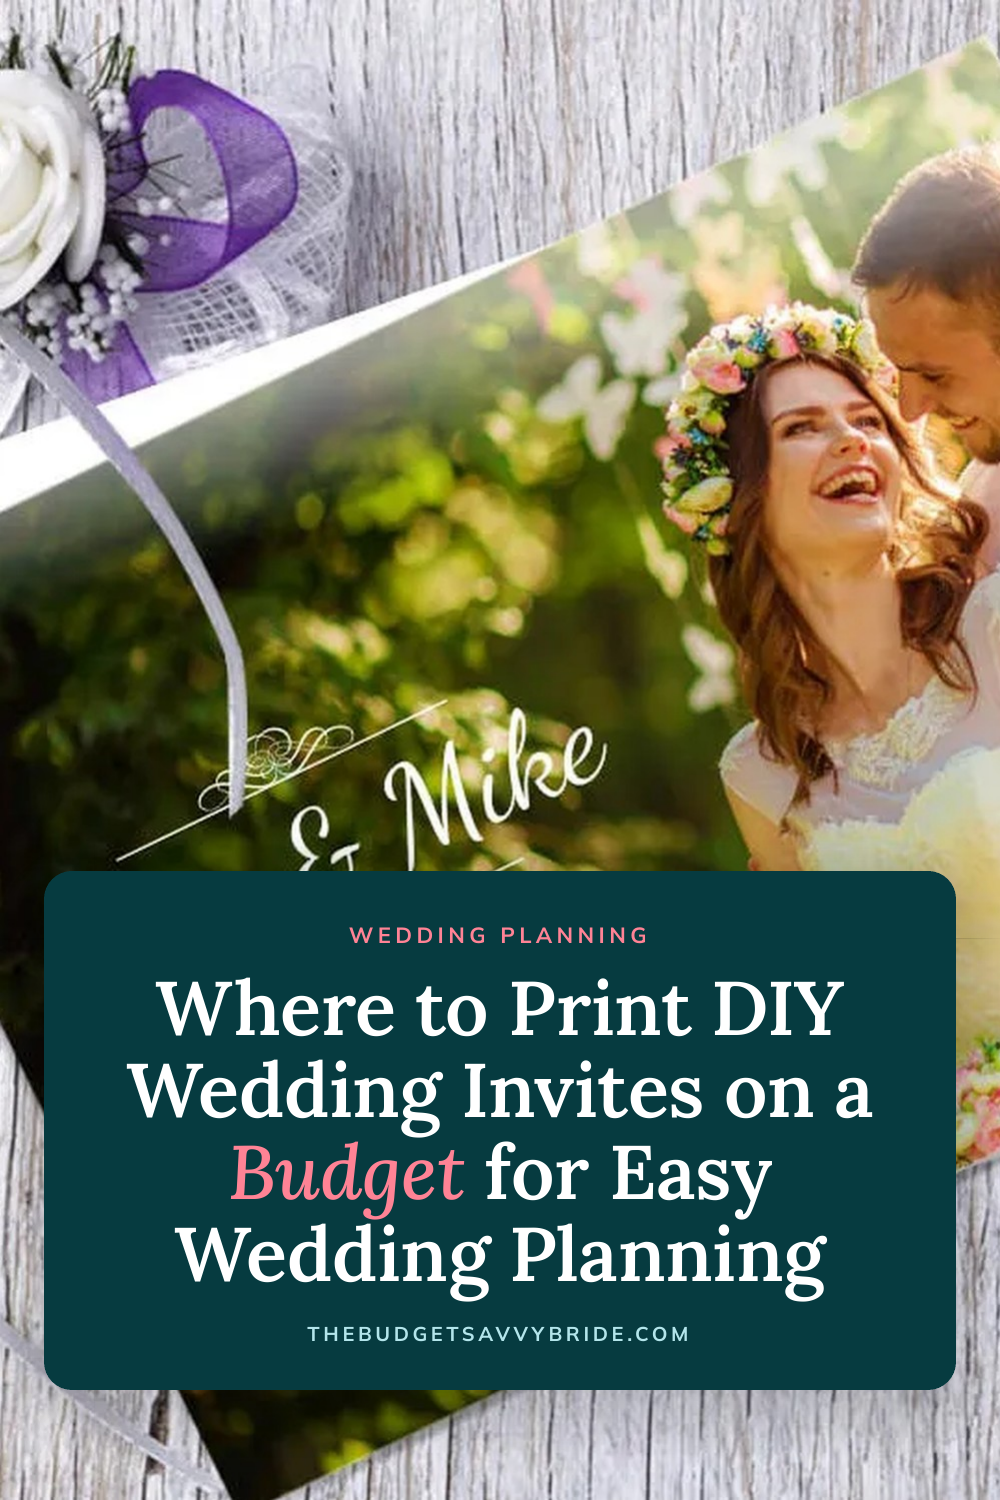 & Mike
WEDDING PLANNING
Where to Print DIY
Wedding Invites on a
Budget for Easy
Wedding Planning
THEBUDGETSAVVYBRIDE.COM